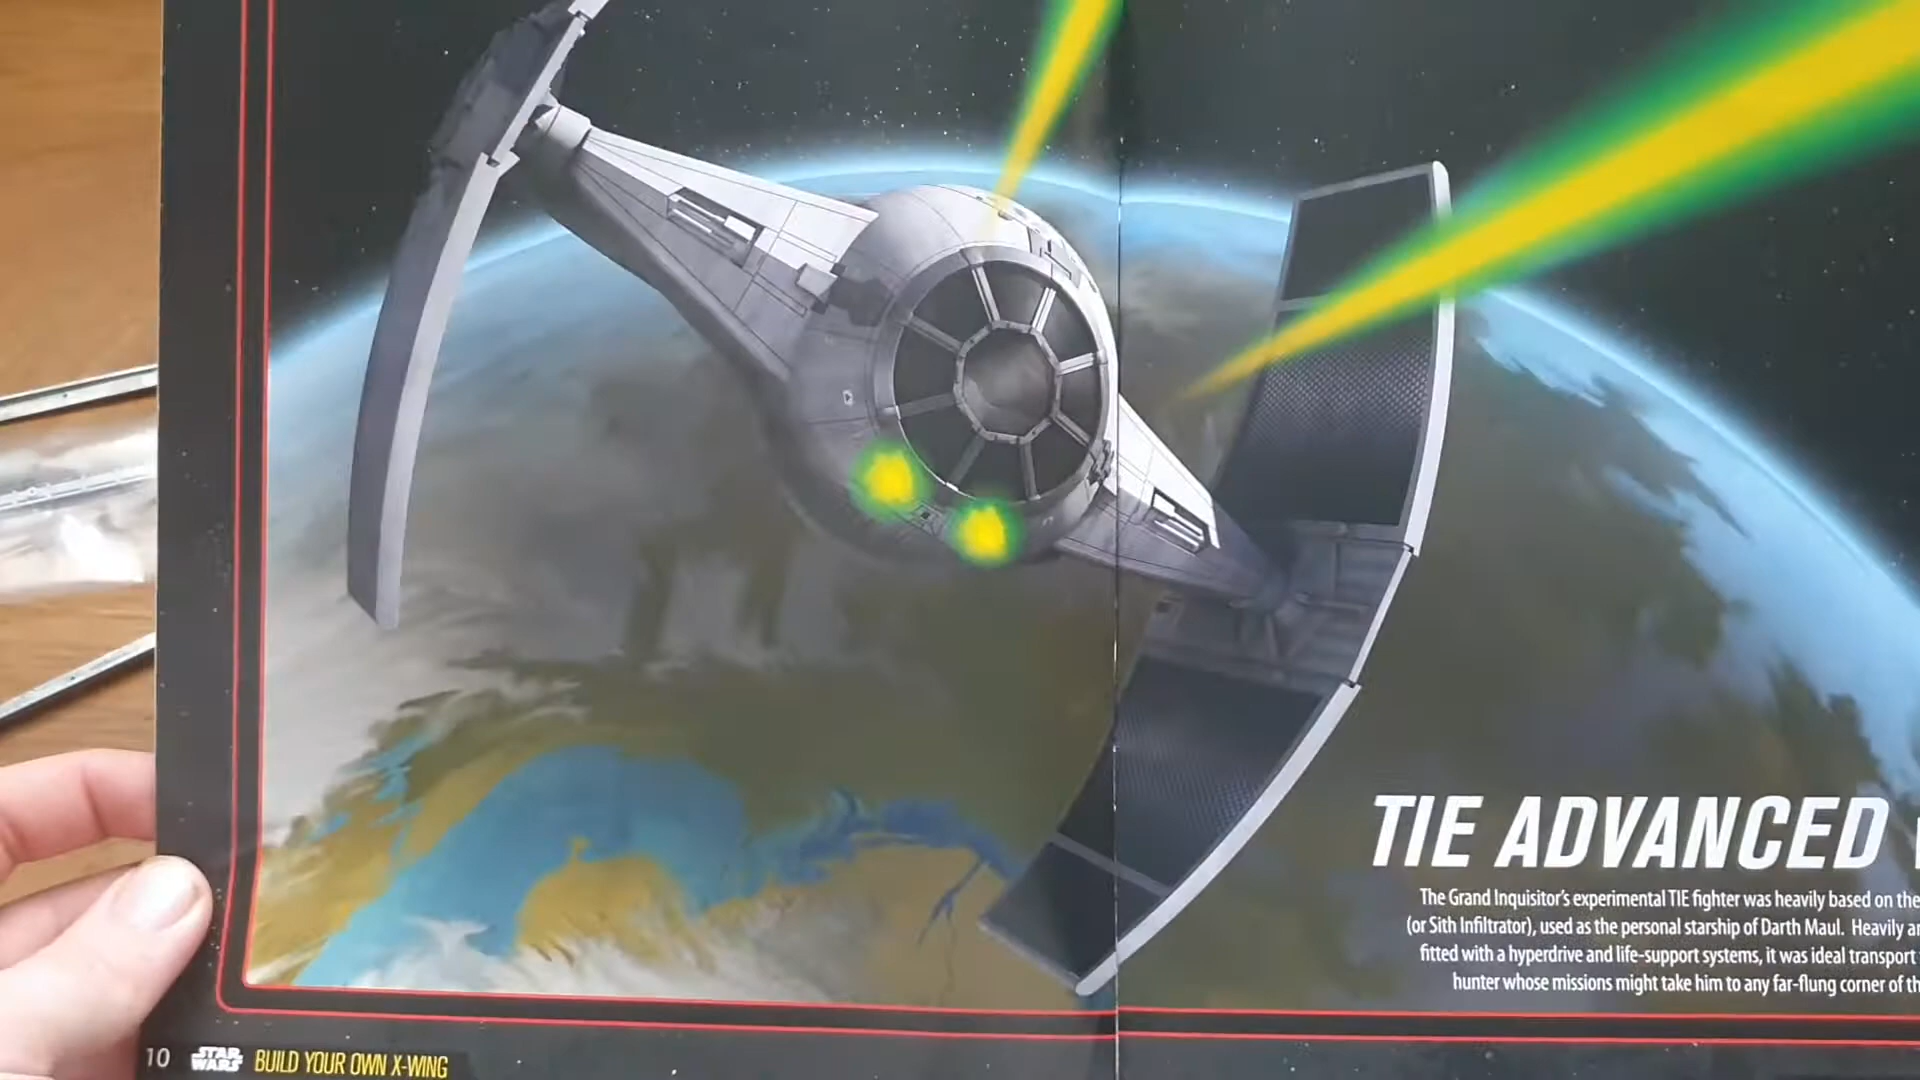 TIE ADVANCED
The Grand Inquisitor's experimental TIE fighter was heavily based on the
(or Sith Infiltrator), used as the personal starship of Darth Maul. Heavily
fitted with a hyperdrive and life-support systems, it was ideal transport
hunter whose missions might take him to any far-flung corner of
10 STAR WARS BUILD YOUR OWN X-WING